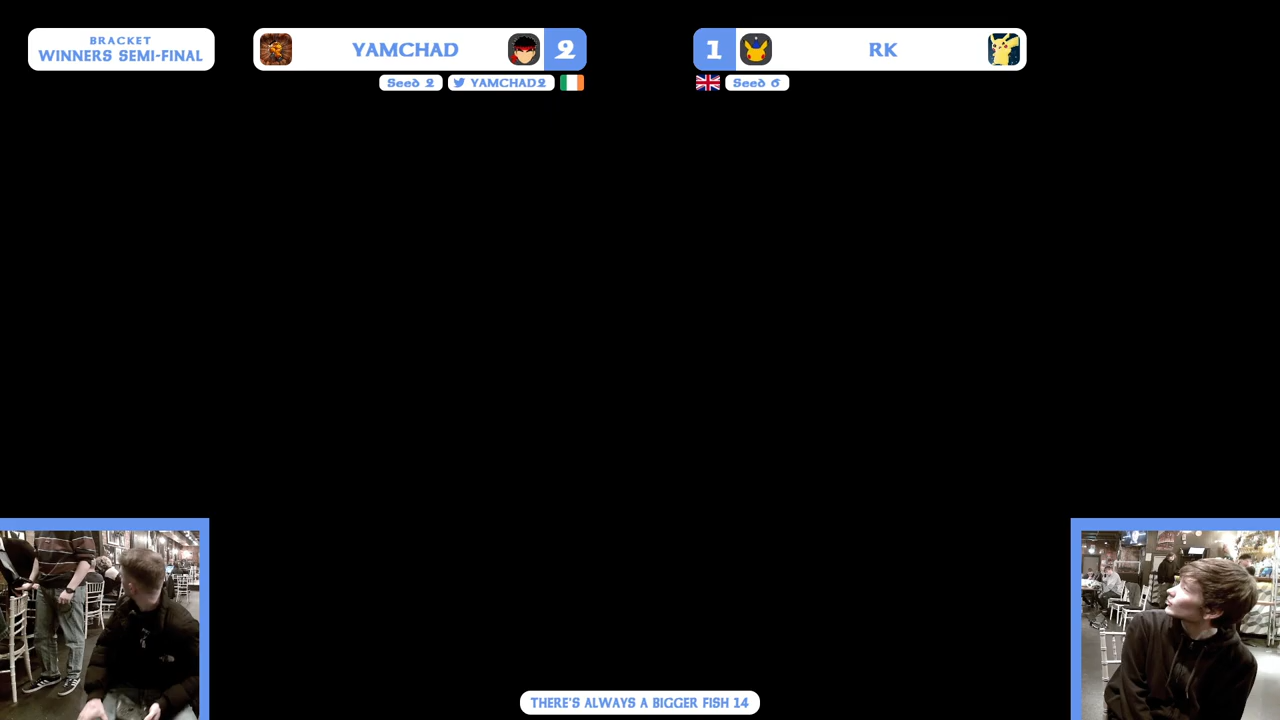 BRACKET
WINNERS SEMI-FINAL
YAMCHAD 2
1 RK
Seed 2 YAMCHAD2
Seed 6
THERE'S ALWAYS A BIGGER FISH 14